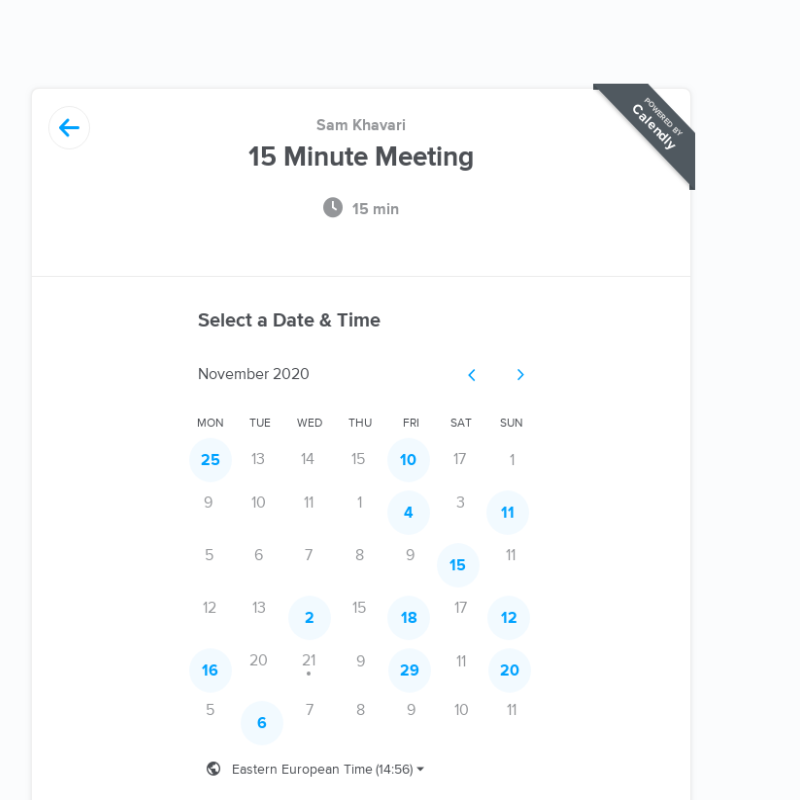 POWERED BY
Calendly
Sam Khavari
15 Minute Meeting
15 min
Select a Date & Time
November 2020
MON TUE WED THU FRI SAT SUN
25 13 14 15 10 17 1
9 10 11 1 4 3 11
5 6 7 8 9 15 11
12 13 2 15 18 17 12
16 20 21 9 29 11 20
5 6 7 8 9 10 11
Eastern European Time (14:56)